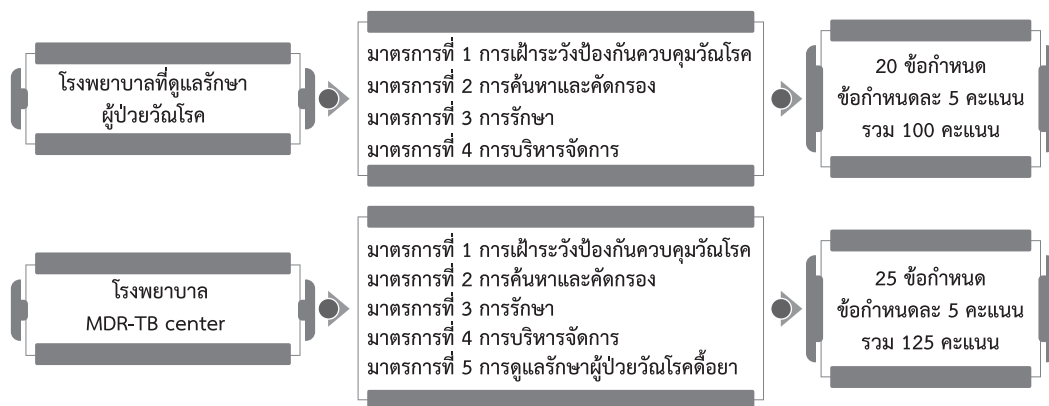 โรงพยาบาลที่ดูแลรักษา
ผู้ป่วยวัณโรค
มาตรการที่ 1 การเฝ้าระวังป้องกันควบคุมวัณโรค
มาตรการที่ 2 การค้นหาและคัดกรอง
มาตรการที่ 3 การรักษา
มาตรการที่ 4 การบริหารจัดการ
20 ข้อกำหนด
ข้อกำหนดละ 5 คะแนน
รวม 100 คะแนน
โรงพยาบาล
MDR-TB center
มาตรการที่ 1 การเฝ้าระวังป้องกันควบคุมวัณโรค
มาตรการที่ 2 การค้นหาและคัดกรอง
มาตรการที่ 3 การรักษา
มาตรการที่ 4 การบริหารจัดการ
มาตรการที่ 5 การดูแลรักษาผู้ป่วยวัณโรคดื้อยา
25 ข้อกำหนด
ข้อกำหนดละ 5 คะแนน
รวม 125 คะแนน